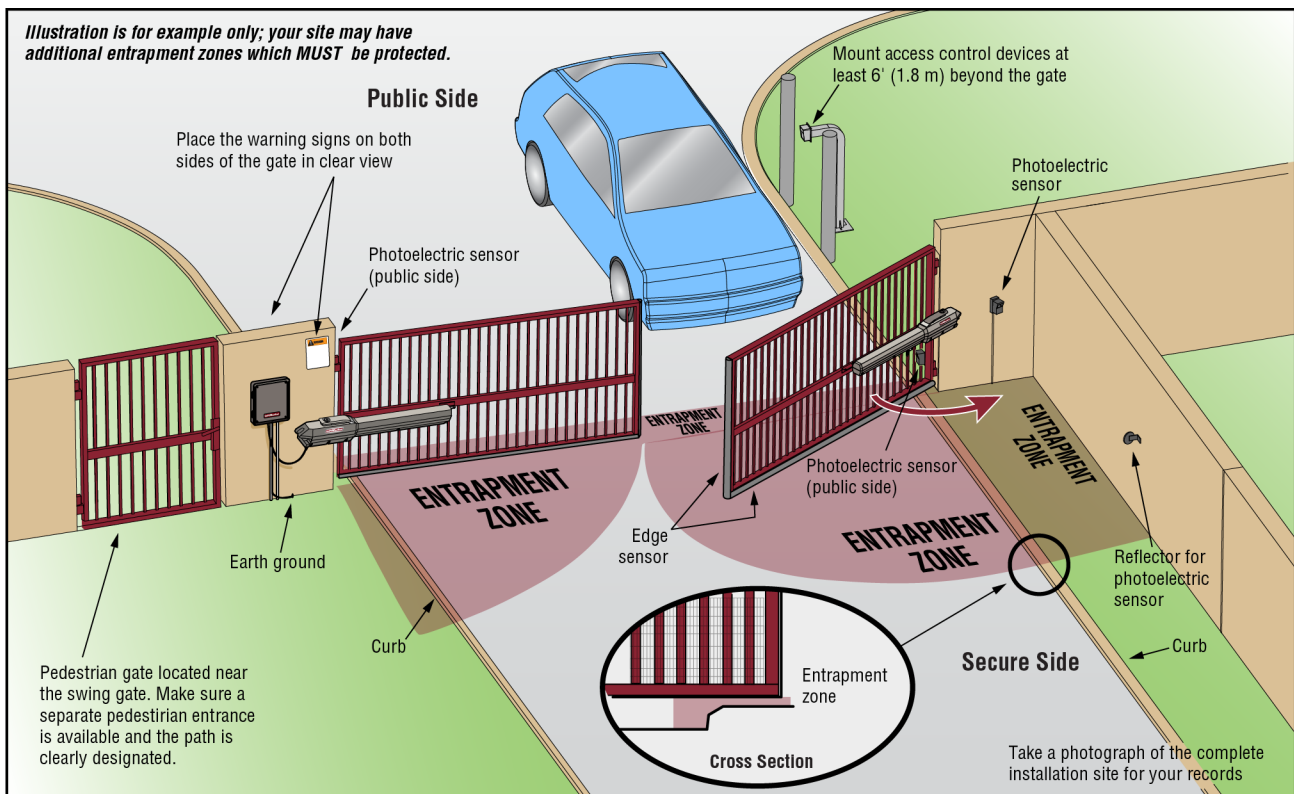 Illustration is for example only; your site may have
additional entrapment zones which MUST be protected.
Public Side
Mount access control devices at
least 6' (1.8 m) beyond the gate
Place the warning signs on both
sides of the gate in clear view
Photoelectric
sensor
Photoelectric sensor
(public side)
ENTRAPMENT
ZONE
ENTRAPMENT
ZONE
ENTRAPMENT
ZONE
Photoelectric sensor
(public side)
ENTRAPMENT
ZONE
Edge
sensor
Earth ground
Reflector for
photoelectric
sensor
Curb
Curb
Secure Side
Pedestrian gate located near
the swing gate. Make sure a
separate pedestirian entrance
is available and the path is
clearly designated.
Entrapment
zone
Cross Section
Take a photograph of the complete
installation site for your records